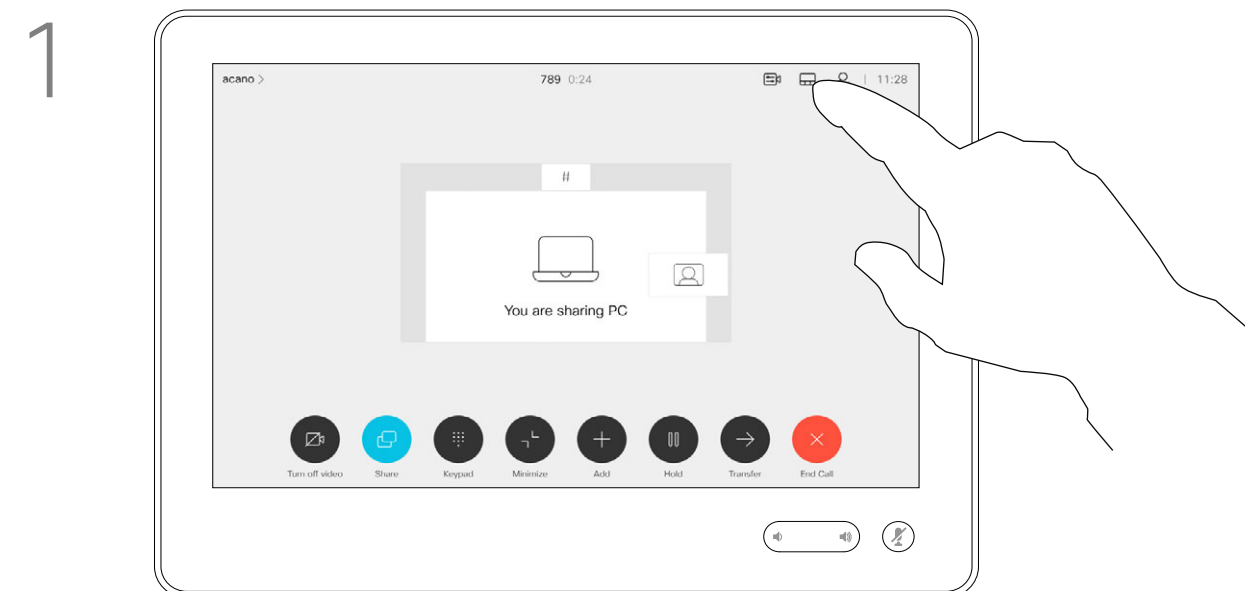 1
acano >
789 0:24
11:28
#
You are sharing PC
Turn off video
Share
Keypad
Minimize
Add
Hold
Transfer
End Call